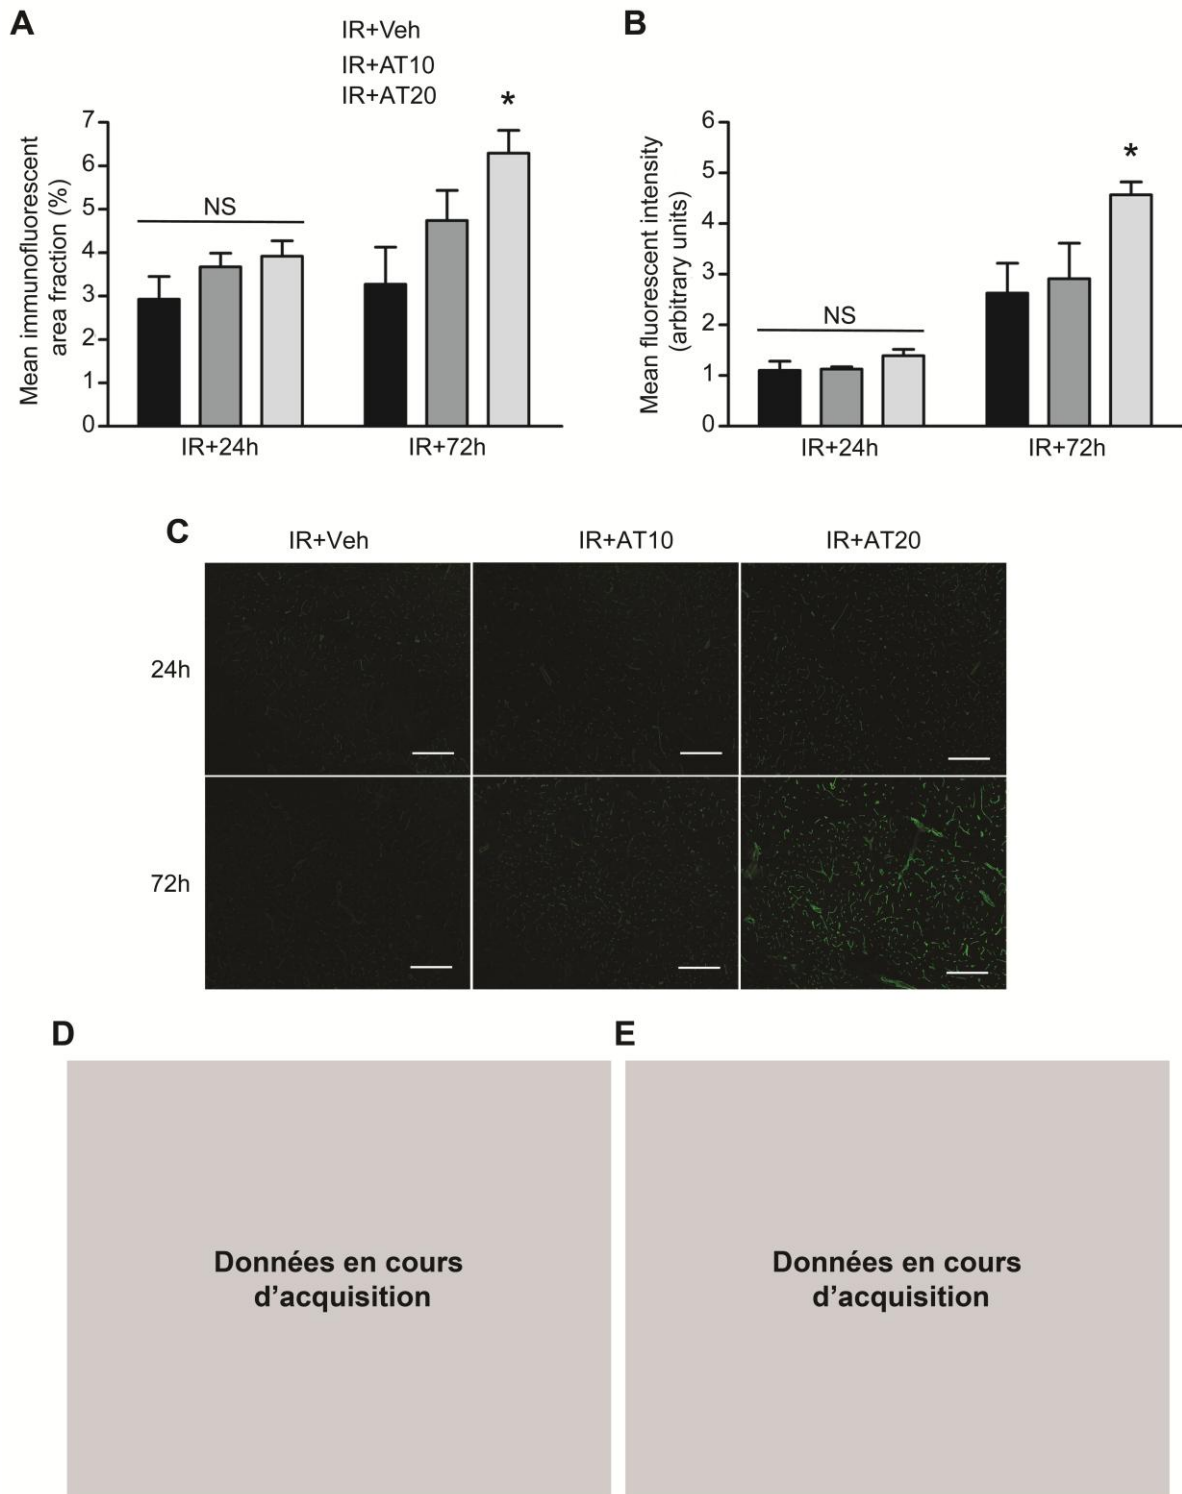 A
IR+Veh
IR+AT10
IR+AT20
*
Mean immunofluorescent
area fraction (%)
7
6
5
4
3
2
1
0
NS
IR+24h
IR+72h
B
Mean fluorescent intensity
(arbitrary units)
6
5
4
3
2
1
0
*
NS
IR+24h
IR+72h
C
IR+Veh
IR+AT10
IR+AT20
24h
72h
D
Données en cours
d’acquisition
E
Données en cours
d’acquisition